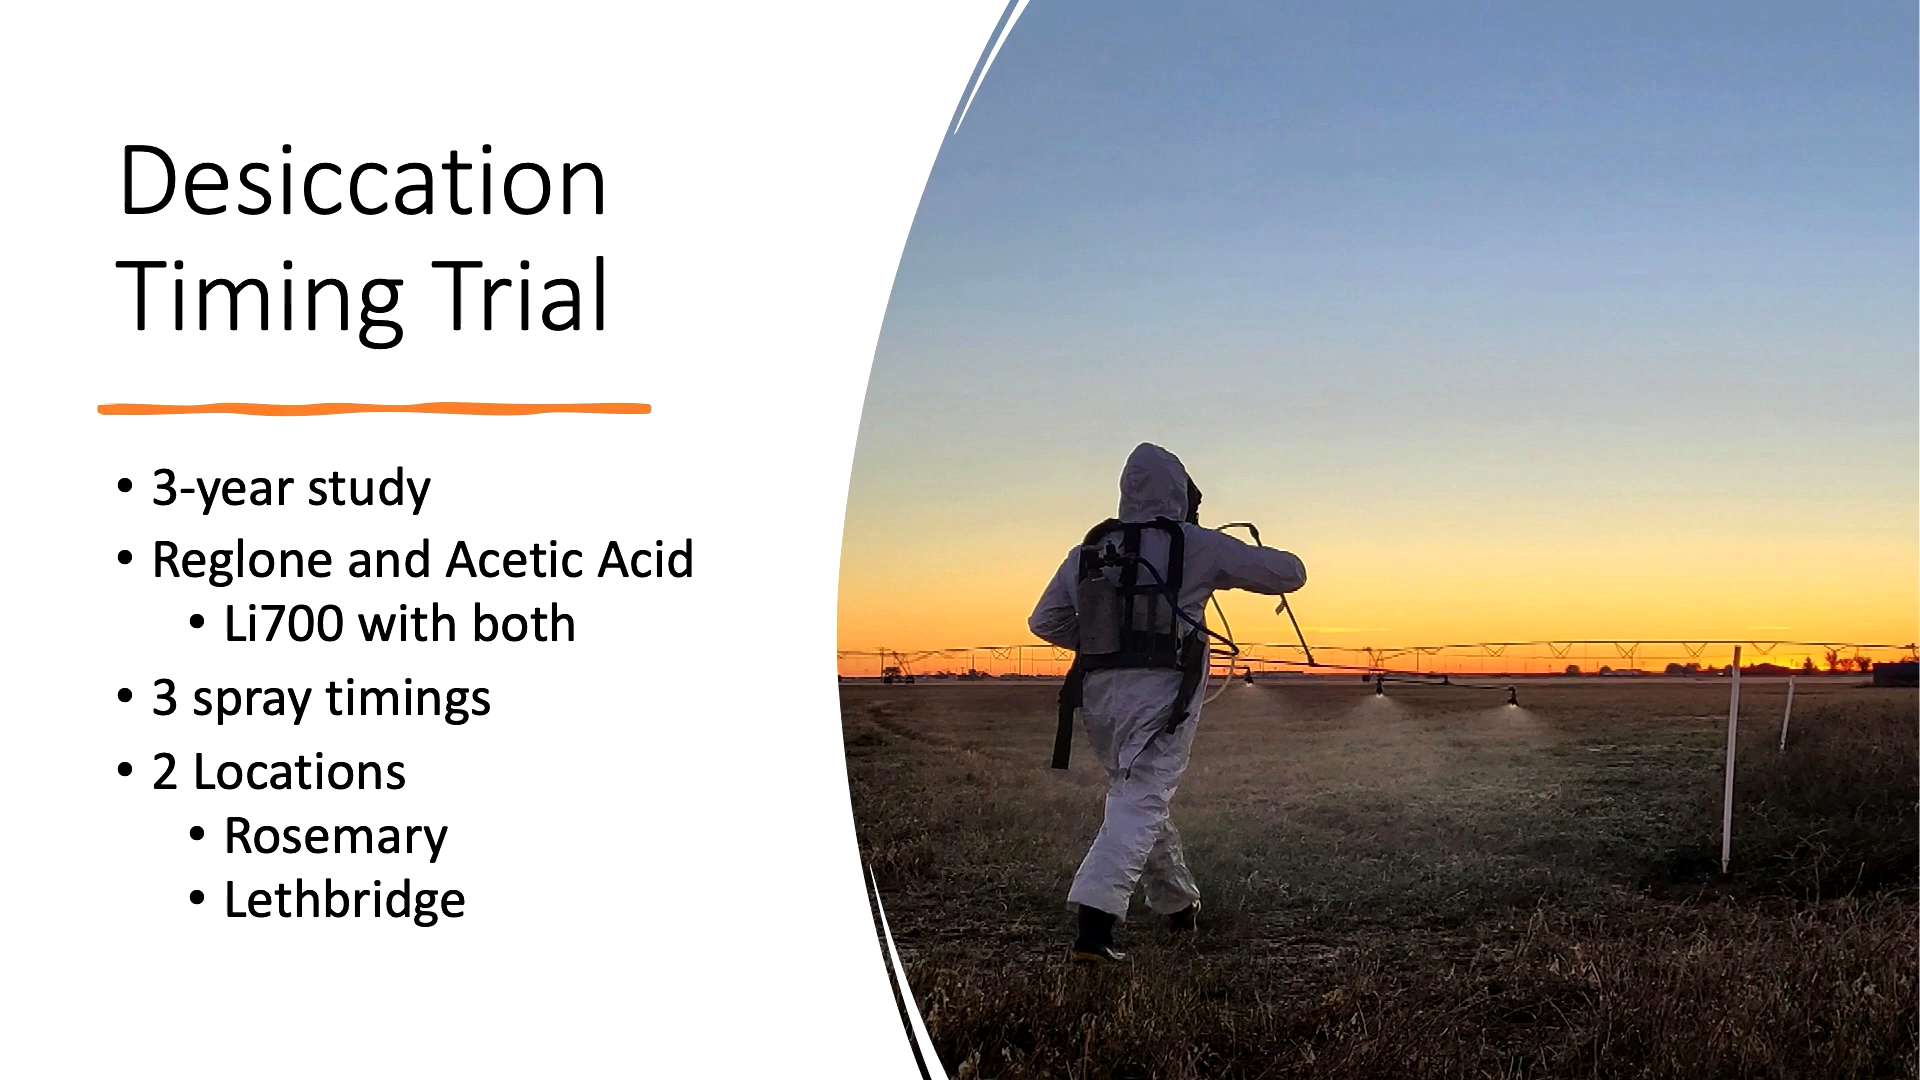 Desiccation
Timing Trial
• 3-year study
• Reglone and Acetic Acid
• Li700 with both
• 3 spray timings
• 2 Locations
• Rosemary
• Lethbridge